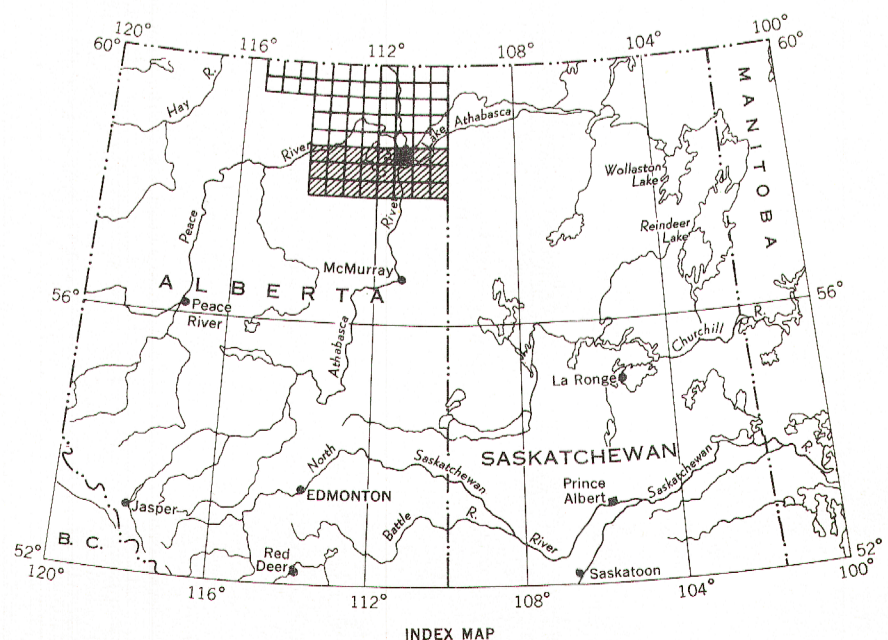 120° 116° 112° 108° 104° 100°
60° 60°
Hay R.
Lake Athabasca
River
MANITOBA
Wollaston
Lake
Peace
River
Reindeer
Lake
McMurray
ALBERTA
56° 56°
Peace
River
Athabasca
Churchill R.
La Ronge
SASKATCHEWAN
North Saskatchewan
Saskatchewan R.
Prince
Albert
EDMONTON
Jasper
Battle R.
River
B. C.
Red
Deer
Saskatoon
52° 52°
120° 116° 112° 108° 104° 100°
INDEX MAP